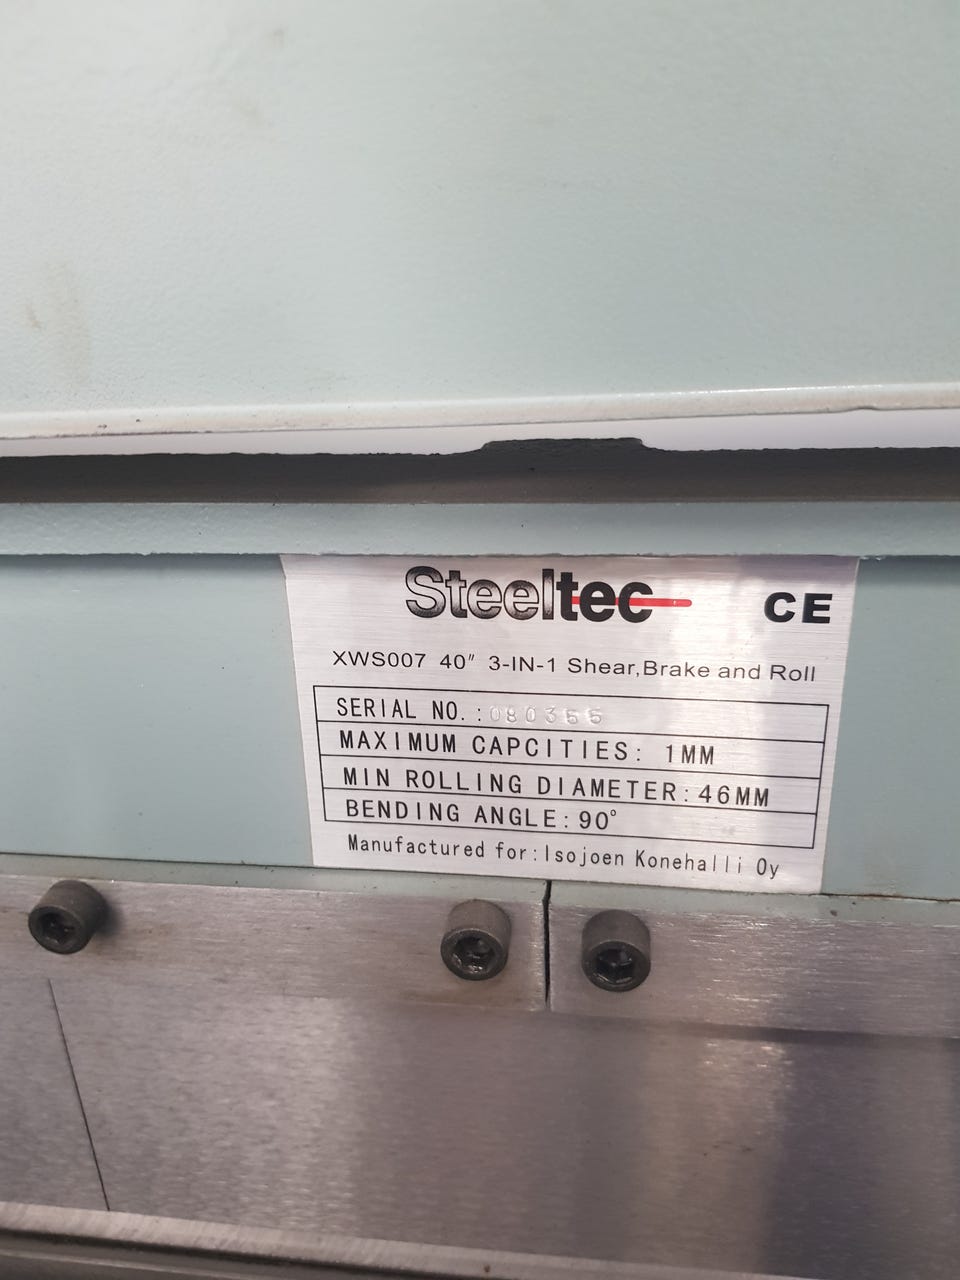 Steeltec CE
XWS007 40" 3-IN-1 Shear,Brake and Roll
SERIAL NO.: 080355
MAXIMUM CAPCITIES: 1MM
MIN ROLLING DIAMETER:46MM
BENDING ANGLE:90°
Manufactured for:Isojoen Konehalli Oy